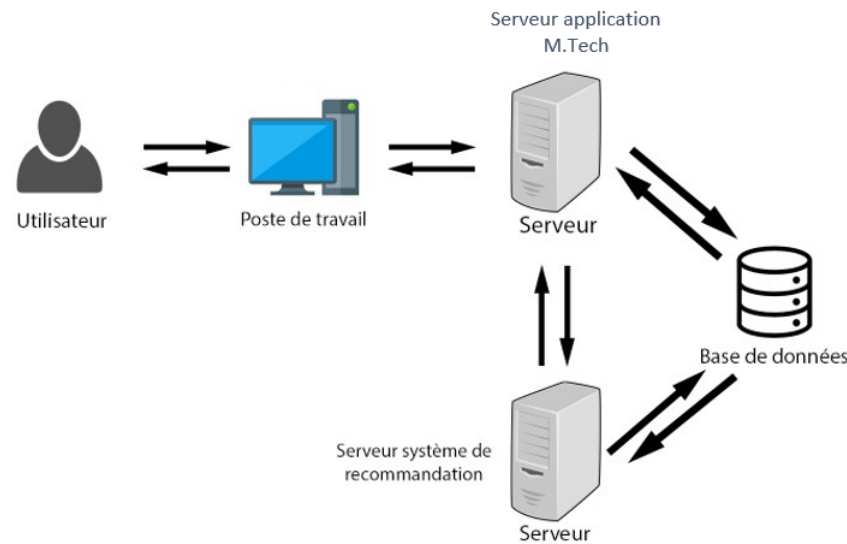 Serveur application
M.Tech
Utilisateur
Poste de travail
Serveur
Base de données
Serveur système de
recommandation
Serveur